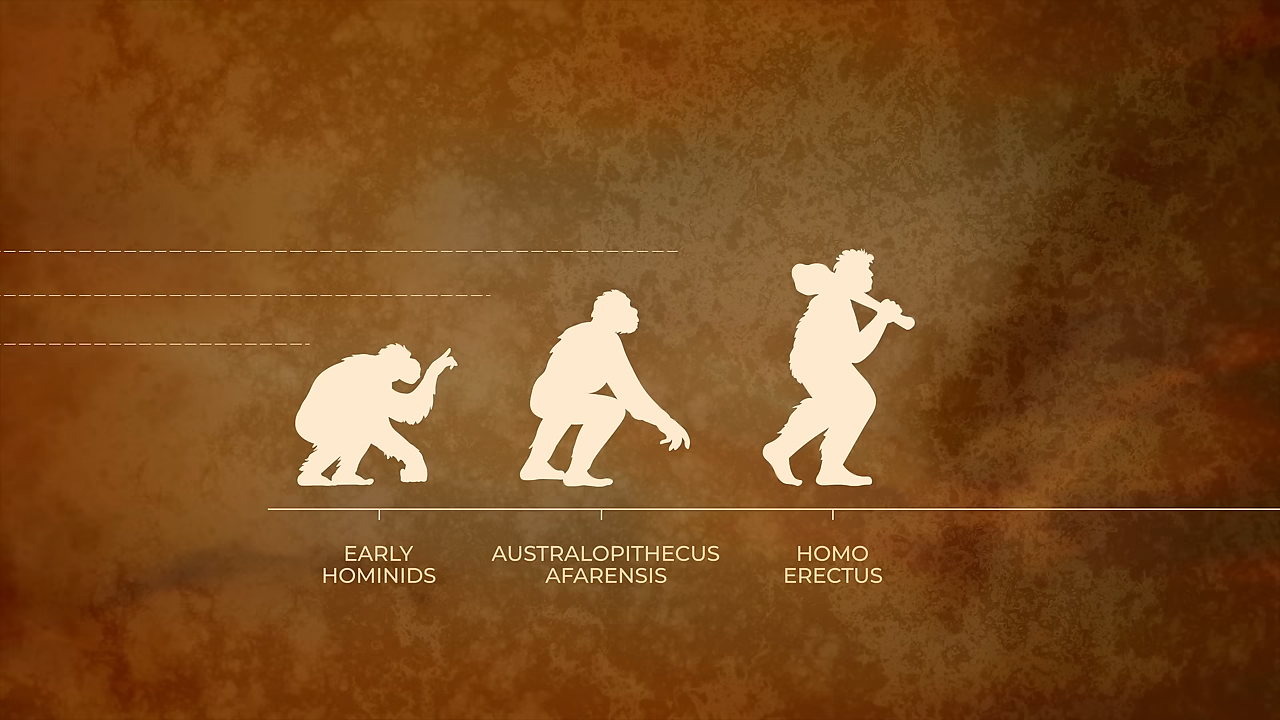 EARLY
HOMINIDS
AUSTRALOPITHECUS
AFARENSIS
HOMO
ERECTUS